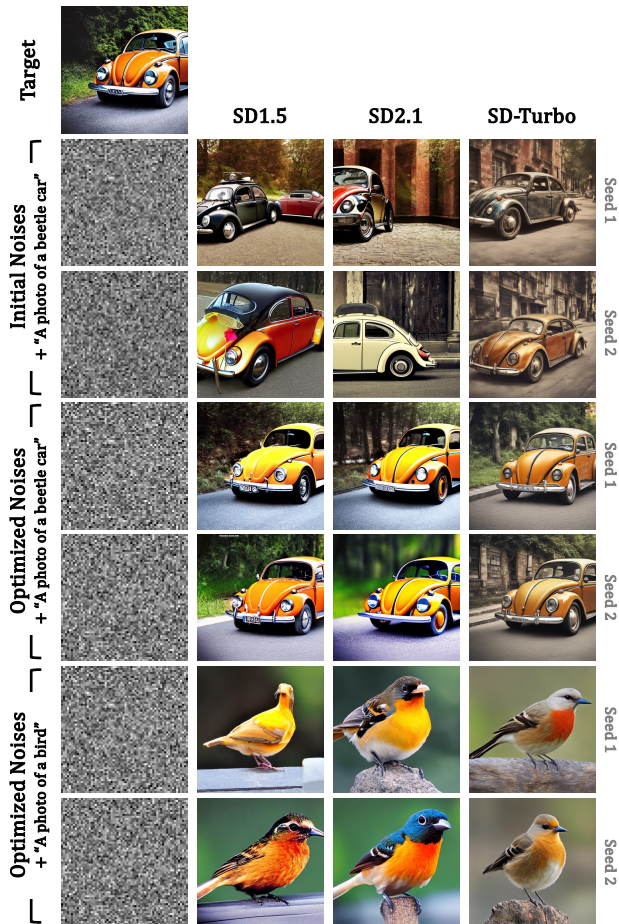 Target
SD1.5
SD2.1
SD-Turbo
Initial Noises
+ “A photo of a beetle car”
Seed 1
Seed 2
Optimized Noises
+ “A photo of a beetle car”
Seed 1
Seed 2
Optimized Noises
+ “A photo of a bird”
Seed 1
Seed 2